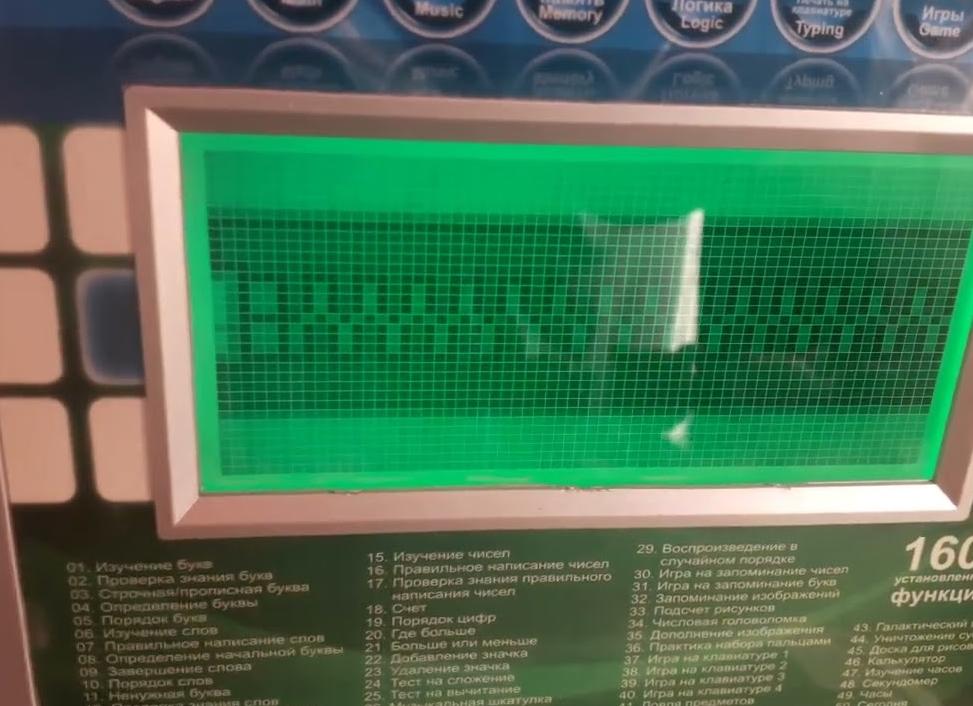 Music
Memory
Логика
Logic
Печать на
клавиатуре
Typing
Игры
Game
01. Изучение букв
02. Проверка знания букв
03. Строчная/прописная буква
04. Определение буквы
05. Порядок букв
06. Изучение слов
07. Правильное написание слов
08. Определение начальной буквы
09. Завершение слова
10. Порядок слов
11. Ненужная буква
15. Изучение чисел
16. Правильное написание чисел
17. Проверка знания правильного
написания чисел
18. Счет
19. Порядок цифр
20. Где больше
21. Больше или меньше
22. Добавление значка
23. Удаление значка
24. Тест на сложение
25. Тест на вычитание
29. Воспроизведение в
случайном порядке
30. Игра на запоминание чисел
31. Игра на запоминание букв
32. Запоминание изображений
33. Подсчет рисунков
34. Числовая головоломка
35. Дополнение изображения
36. Практика набора пальцами
37. Игра на клавиатуре 1
38. Игра на клавиатуре 2
39. Игра на клавиатуре 3
40. Игра на клавиатуре 4
160
функци
43. Галактический
44. Уничтожение
45. Доска для
46. Калькулятор
47. Изучение часов
48. Секундомер
49. Часы